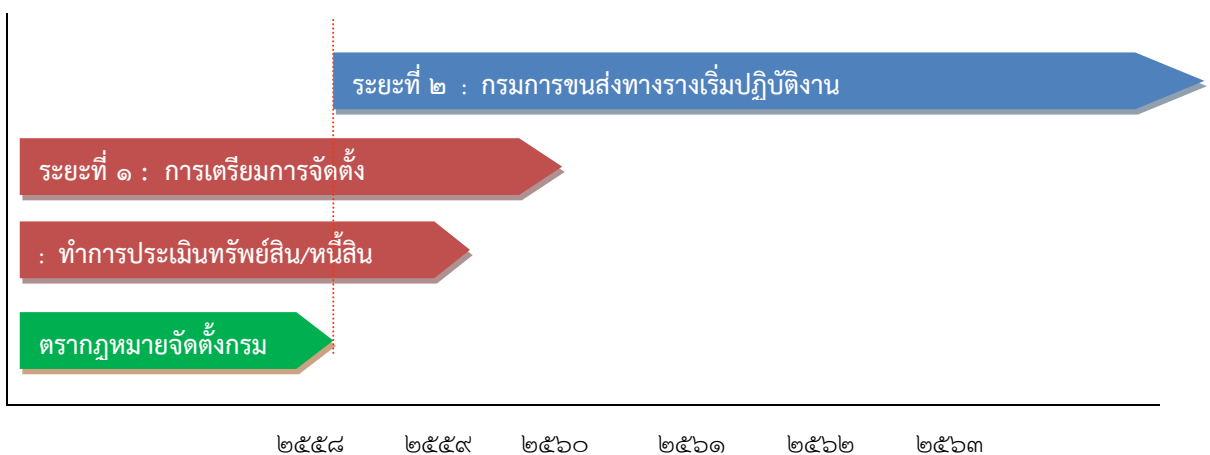 ระยะที่ ๒ : กรมการขนส่งทางรางเริ่มปฏิบัติงาน
ระยะที่ ๑ : การเตรียมการจัดตั้ง
: ทำการประเมินทรัพย์สิน/หนี้สิน
ตรากฎหมายจัดตั้งกรม
๒๕๕๘ ๒๕๕๙ ๒๕๖๐ ๒๕๖๑ ๒๕๖๒ ๒๕๖๓